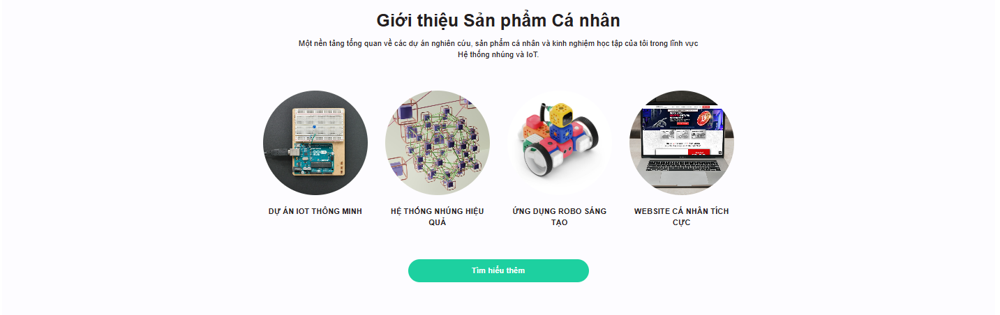 Giới thiệu Sản phẩm Cá nhân
Một nền tảng tổng quan về các dự án nghiên cứu, sản phẩm cá nhân và kinh nghiệm học tập của tôi trong lĩnh vực
Hệ thống nhúng và IoT.
DỰ ÁN IOT THÔNG MINH
HỆ THỐNG NHÚNG HIỆU
QUẢ
ỨNG DỤNG ROBO SÁNG
TẠO
WEBSITE CÁ NHÂN TÍCH
CỰC
Tìm hiểu thêm